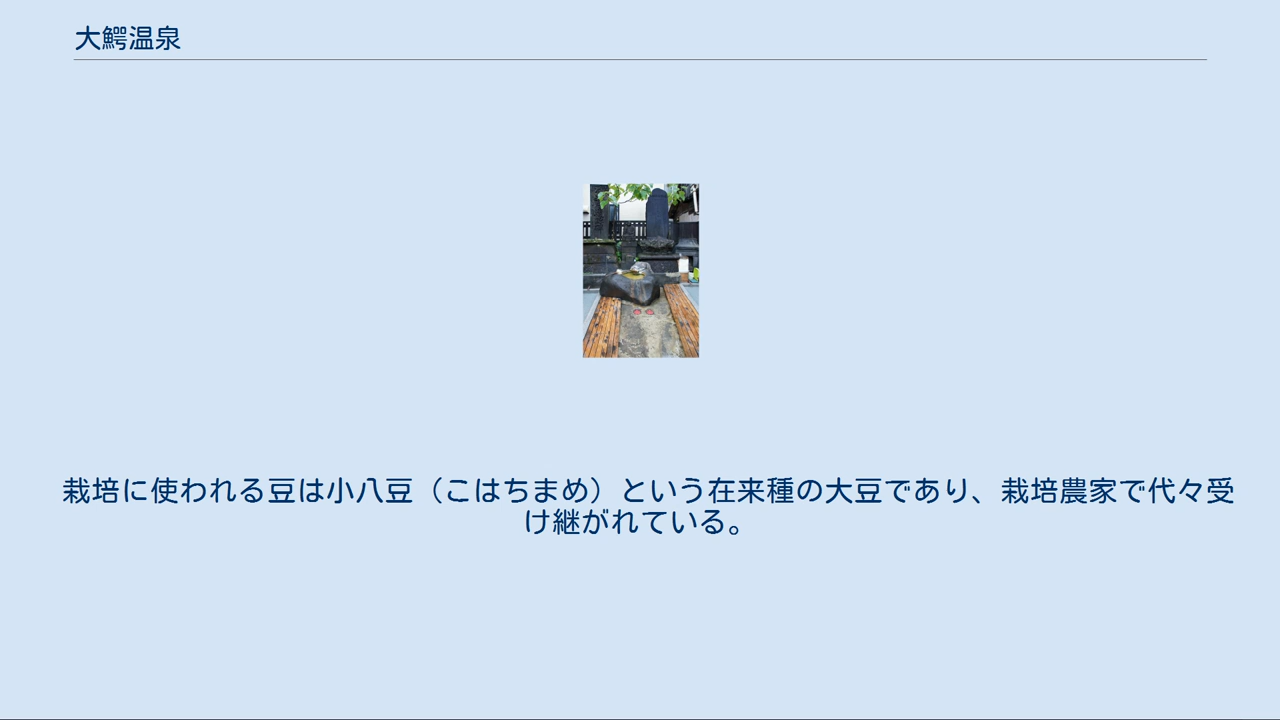 大鰐温泉
栽培に使われる豆は小八豆（こはちまめ）という在来種の大豆であり、栽培農家で代々受
け継がれている。